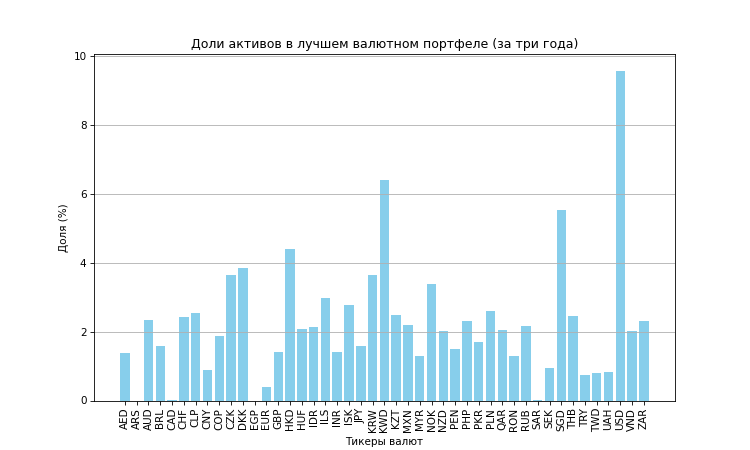 Доли активов в лучшем валютном портфеле (за три года)
Доля (%)
10
8
6
4
2
0
AED ARS AUD BRL CAD CHF CLP CNY COP CZK DKK EGP EUR GBP HKD HUF IDR ILS INR ISK JPY KRW KWD KZT MXN MYR NOK NZD PEN PHP PKR PLN QAR RON RUB SAR SEK SGD THB TRY TWD UAH USD VND ZAR
Тикеры валют